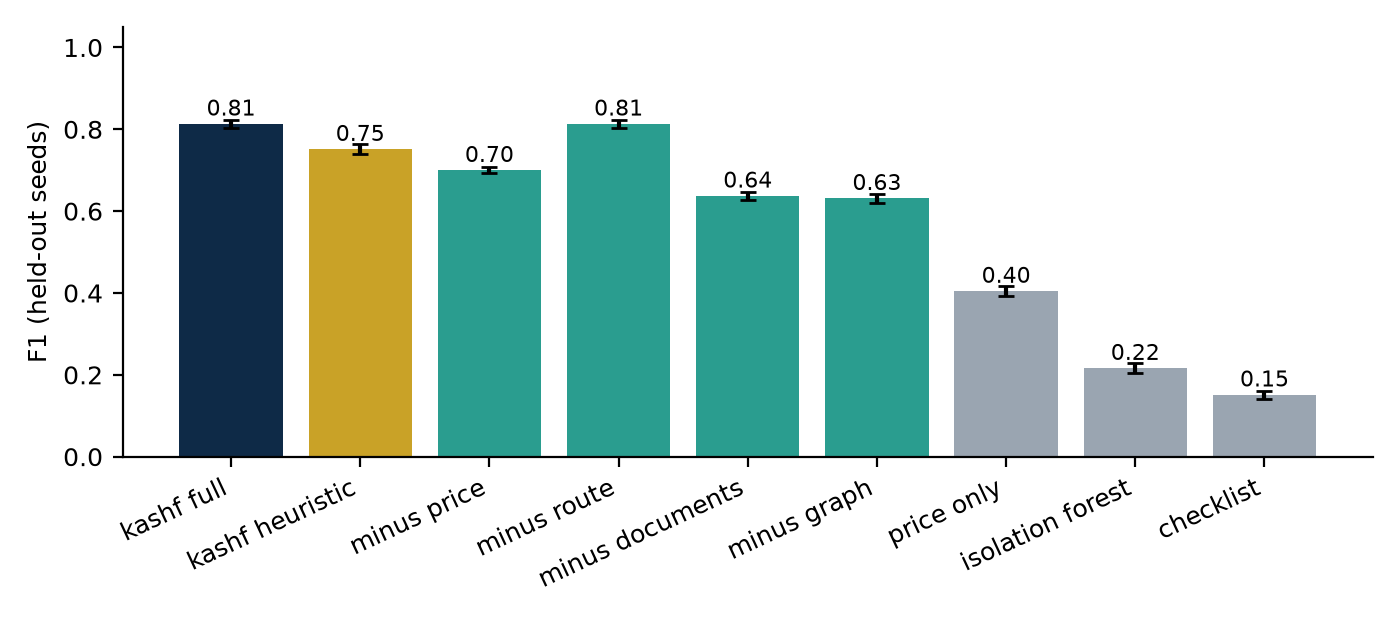 F1 (held-out seeds)
1.0
0.8
0.6
0.4
0.2
0.0
0.81
0.75
0.70
0.81
0.64
0.63
0.40
0.22
0.15
kashf full
kashf heuristic
minus price
minus route
minus documents
minus graph
price only
isolation forest
checklist